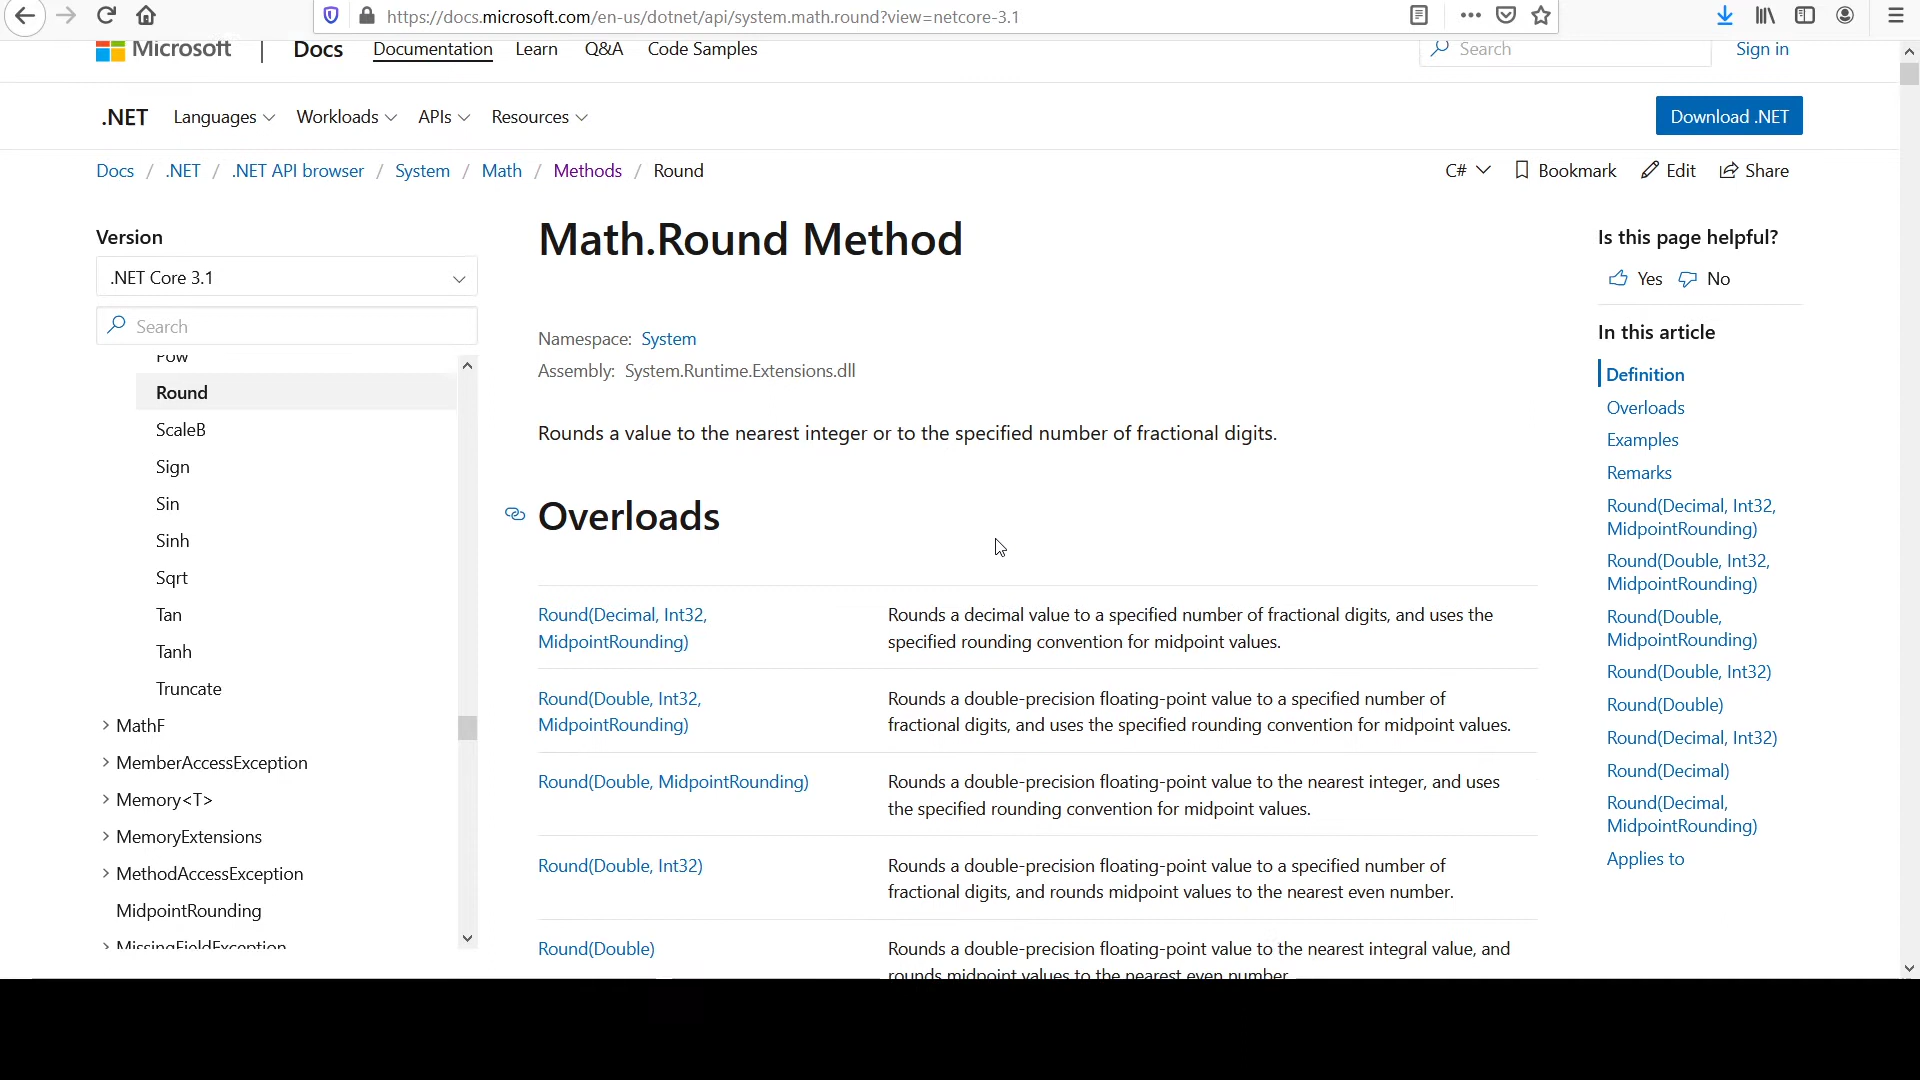 https://docs.microsoft.com/en-us/dotnet/api/system.math.round?view=netcore-3.1
Microsoft | Docs Documentation Learn Q&A Code Samples Search Sign in
.NET Languages Workloads APIs Resources Download .NET
Docs / .NET / .NET API browser / System / Math / Methods / Round C# Bookmark Edit Share
Version
.NET Core 3.1
Search
Pow
Round
ScaleB
Sign
Sin
Sinh
Sqrt
Tan
Tanh
Truncate
MathF
MemberAccessException
Memory<T>
MemoryExtensions
MethodAccessException
MidpointRounding
MissingFieldException
Math.Round Method
Namespace: System
Assembly: System.Runtime.Extensions.dll
Rounds a value to the nearest integer or to the specified number of fractional digits.
Overloads
Round(Decimal, Int32,
MidpointRounding)
Rounds a decimal value to a specified number of fractional digits, and uses the
specified rounding convention for midpoint values.
Round(Double, Int32,
MidpointRounding)
Rounds a double-precision floating-point value to a specified number of
fractional digits, and uses the specified rounding convention for midpoint values.
Round(Double, MidpointRounding)
Rounds a double-precision floating-point value to the nearest integer, and uses
the specified rounding convention for midpoint values.
Round(Double, Int32)
Rounds a double-precision floating-point value to a specified number of
fractional digits, and rounds midpoint values to the nearest even number.
Round(Double)
Rounds a double-precision floating-point value to the nearest integral value, and
rounds midpoint values to the nearest even number.
Is this page helpful?
Yes No
In this article
Definition
Overloads
Examples
Remarks
Round(Decimal, Int32,
MidpointRounding)
Round(Double, Int32,
MidpointRounding)
Round(Double,
MidpointRounding)
Round(Double, Int32)
Round(Double)
Round(Decimal, Int32)
Round(Decimal)
Round(Decimal,
MidpointRounding)
Applies to